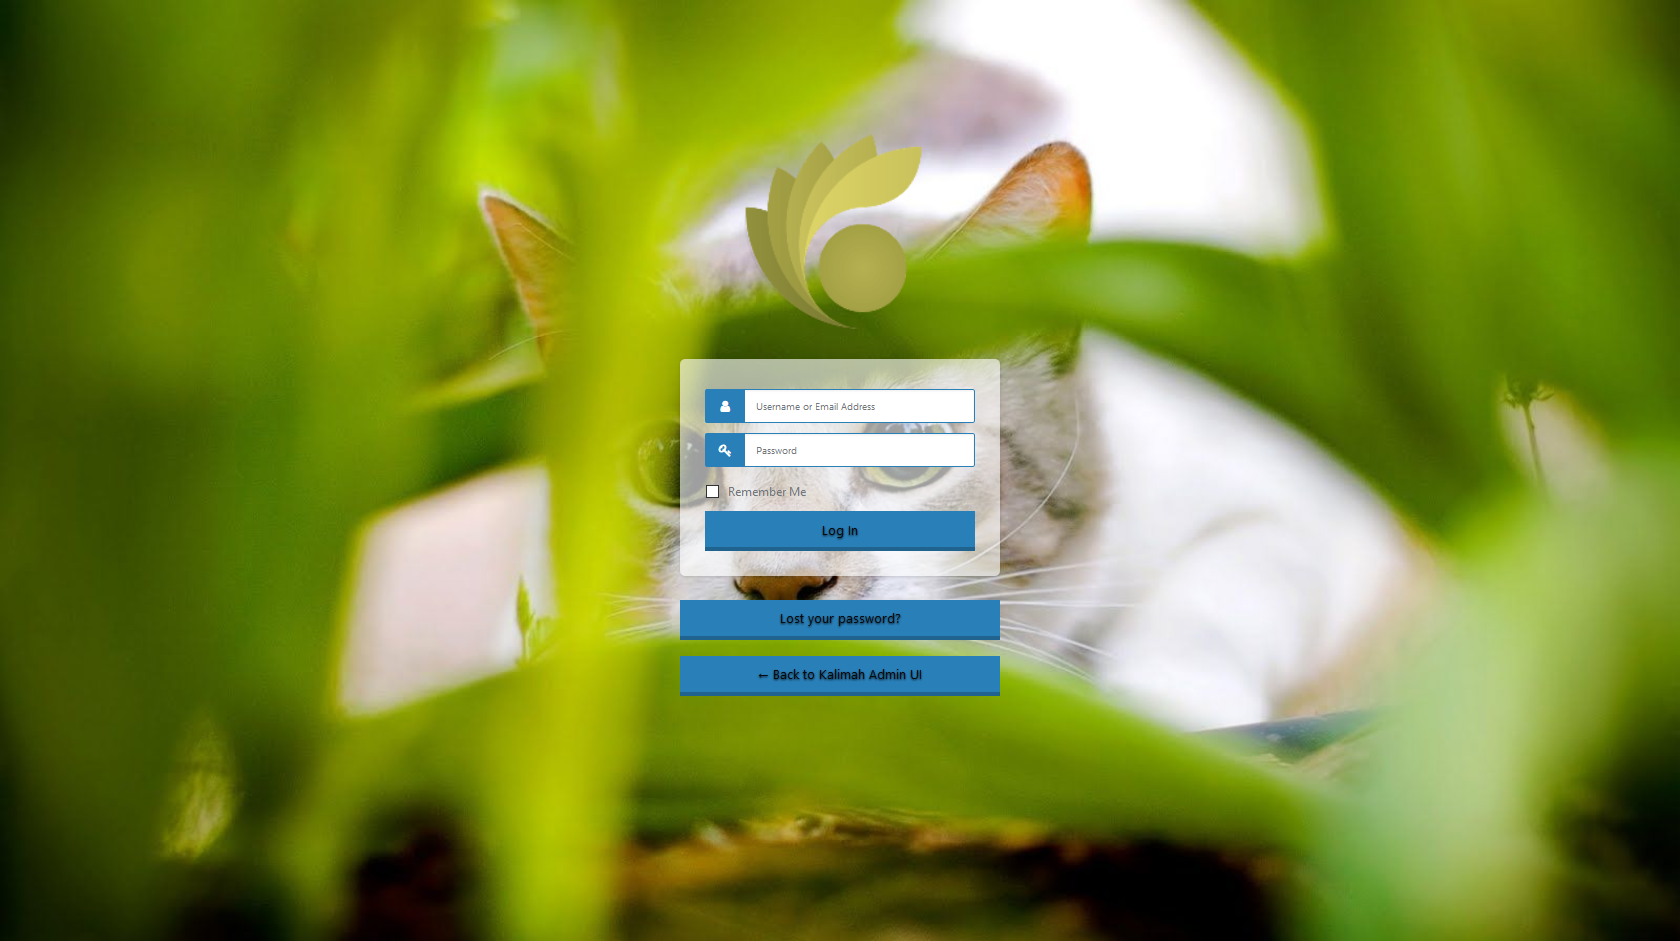 Username or Email Address
Password
Remember Me
Log In
Lost your password?
← Back to Kalimah Admin UI